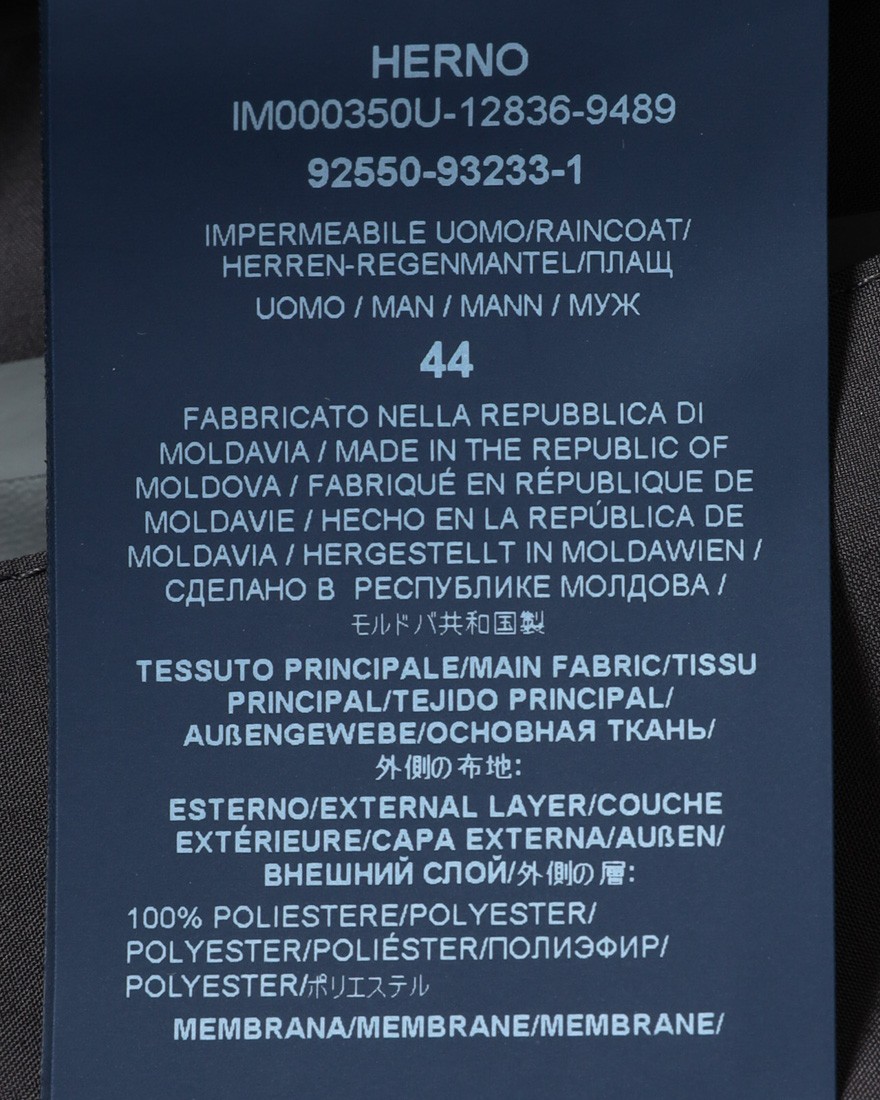 HERNO
IM000350U-12836-9489
92550-93233-1
IMPERMEABILE UOMO/RAINCOAT/
HERREN-REGENMANTEL/ПЛАЩ
UOMO / MAN / MANN / МУЖ
44
FABBRICATO NELLA REPUBBLICA DI
MOLDAVIA / MADE IN THE REPUBLIC OF
MOLDOVA / FABRIQUÉ EN RÉPUBLIQUE DE
MOLDAVIE / HECHO EN LA REPÚBLICA DE
MOLDAVIA / HERGESTELLT IN MOLDAWIEN /
СДЕЛАНО В РЕСПУБЛИКЕ МОЛДОВА /
モルドバ共和国製
TESSUTO PRINCIPALE/MAIN FABRIC/TISSU
PRINCIPAL/TEJIDO PRINCIPAL/
AUßENGEWEBE/ОСНОВНАЯ ТКАНЬ/
外側の布地:
ESTERNO/EXTERNAL LAYER/COUCHE
EXTÉRIEURE/CAPA EXTERNA/AUßEN/
ВНЕШНИЙ СЛОЙ/外側の層:
100% POLIESTERE/POLYESTER/
POLYESTER/POLIÉSTER/ПОЛИЭФИР/
POLYESTER/ポリエステル
MEMBRANA/MEMBRANE/MEMBRANE/